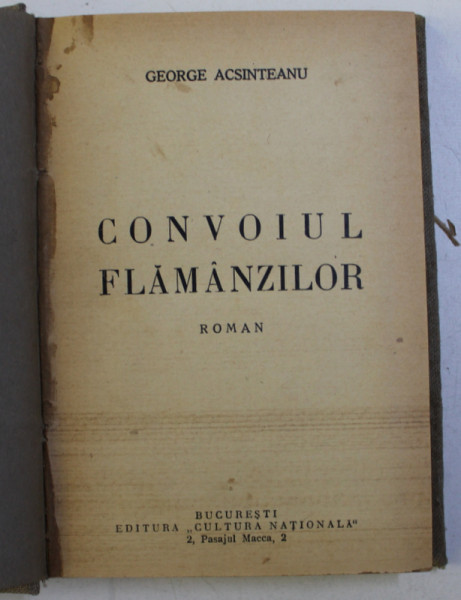 GEORGE ACSINTEANU
CONVOIUL
FLĂMÂNZILOR
ROMAN
BUCUREȘTI
EDITURA „CULTURA NAȚIONALĂ"
2, Pasajul Macca, 2